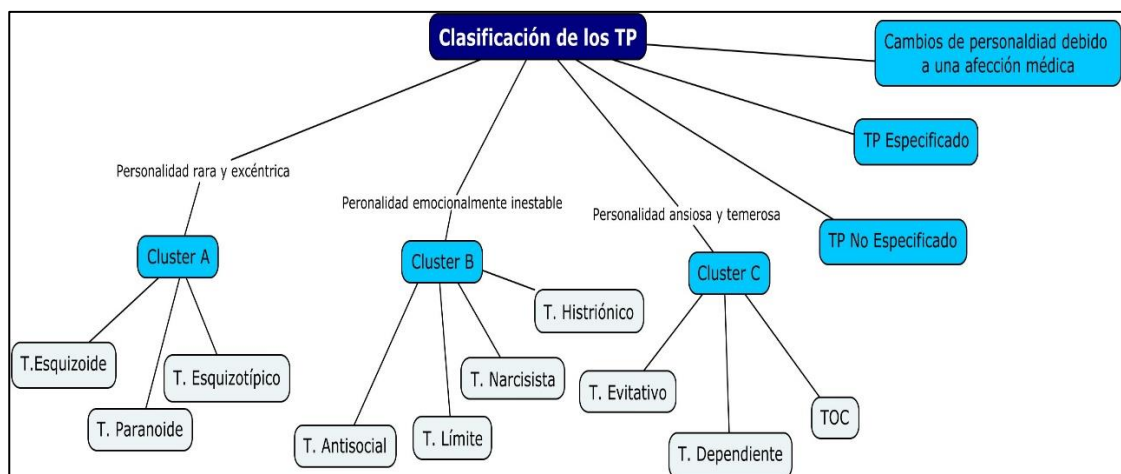 Clasificación de los TP
Cambios de personaldiad debido
a una afección médica
TP Especificado
TP No Especificado
Personalidad rara y excéntrica
Peronalidad emocionalmente inestable
Personalidad ansiosa y temerosa
Cluster A
Cluster B
Cluster C
T.Esquizoide
T. Paranoide
T. Esquizotípico
T. Antisocial
T. Límite
T. Narcisista
T. Histriónico
T. Evitativo
T. Dependiente
TOC